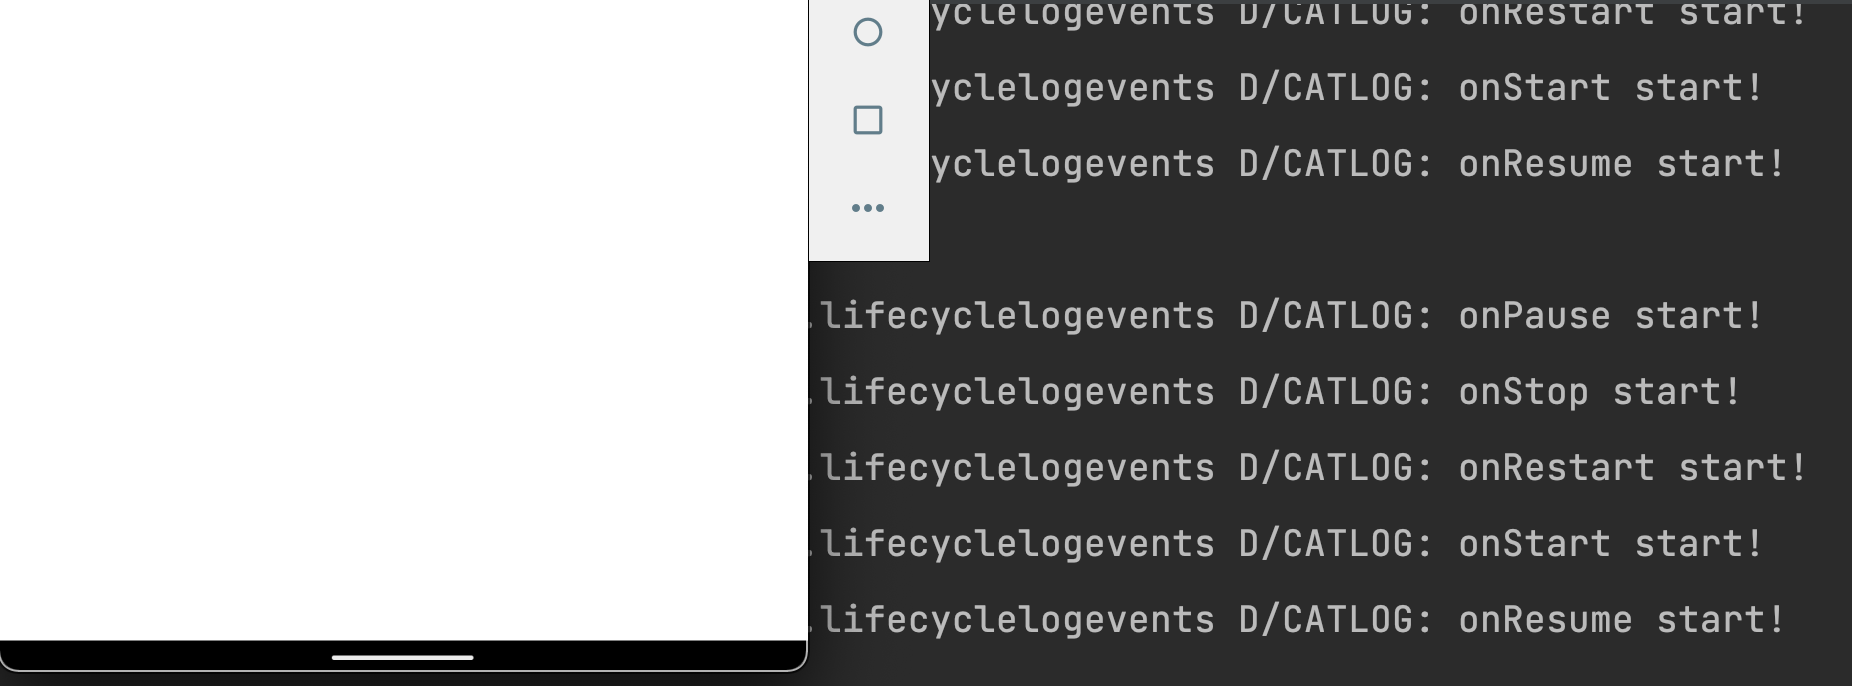 yclelogevents D/CATLOG: onRestart start!
yclelogevents D/CATLOG: onStart start!
yclelogevents D/CATLOG: onResume start!
.lifecyclelogevents D/CATLOG: onPause start!
.lifecyclelogevents D/CATLOG: onStop start!
.lifecyclelogevents D/CATLOG: onRestart start!
.lifecyclelogevents D/CATLOG: onStart start!
.lifecyclelogevents D/CATLOG: onResume start!